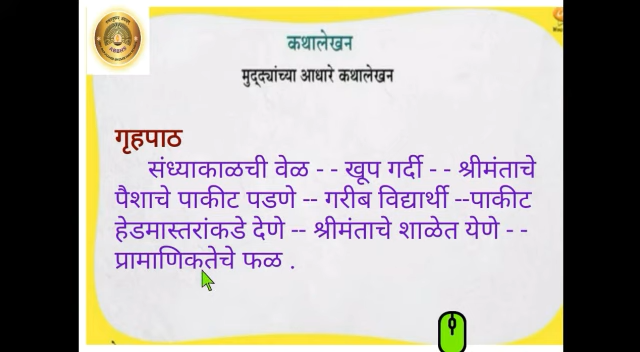 कथालेखन
मुद्द्यांच्या आधारे कथालेखन
गृहपाठ
संध्याकाळची वेळ - - खूप गर्दी - - श्रीमंताचे
पैशाचे पाकीट पडणे -- गरीब विद्यार्थी --पाकीट
हेडमास्तरांकडे देणे -- श्रीमंताचे शाळेत येणे - -
प्रामाणिकतेचे फळ .